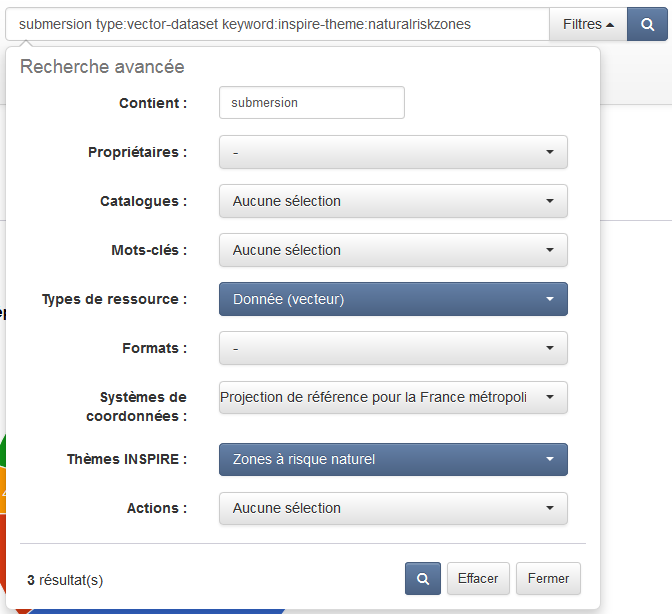 submersion type:vector-dataset keyword:inspire-theme:naturalriskzones Filtres
Recherche avancée
Contient : submersion
Propriétaires : -
Catalogues : Aucune sélection
Mots-clés : Aucune sélection
Types de ressource : Donnée (vecteur)
Formats : -
Systèmes de coordonnées : Projection de référence pour la France métropoli
Thèmes INSPIRE : Zones à risque naturel
Actions : Aucune sélection
3 résultat(s) Effacer Fermer